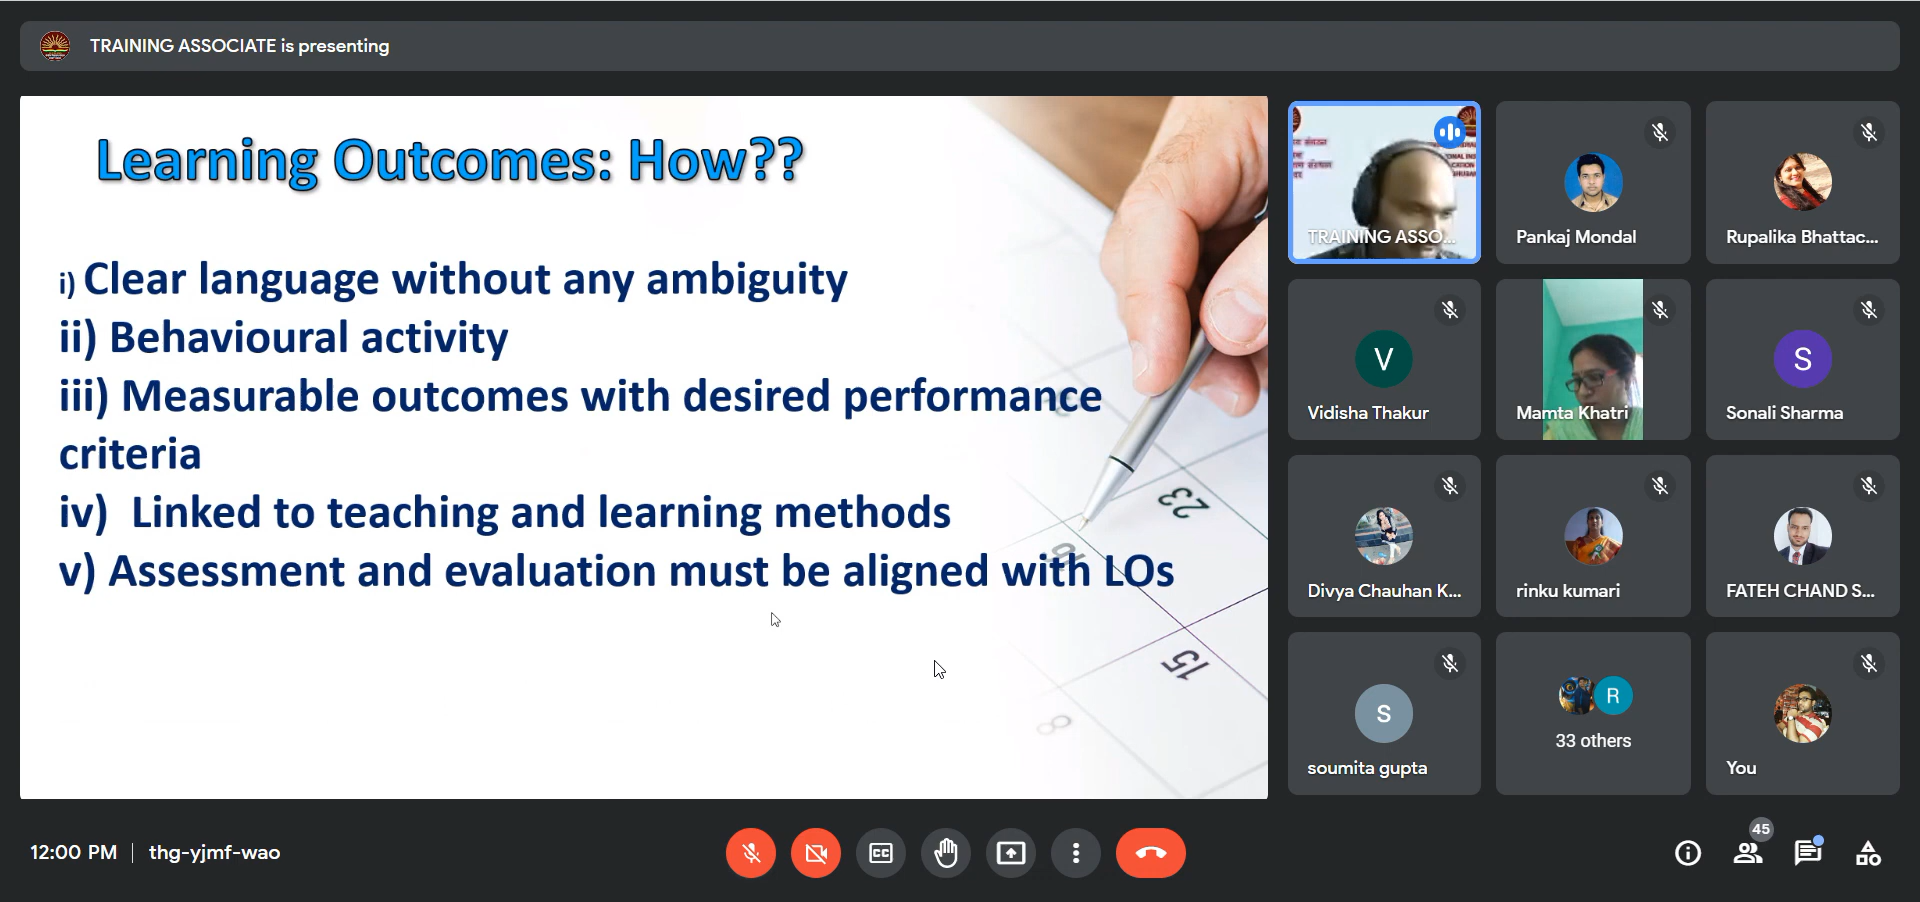 TRAINING ASSOCIATE is presenting
Learning Outcomes: How??
i) Clear language without any ambiguity
ii) Behavioural activity
iii) Measurable outcomes with desired performance
criteria
iv) Linked to teaching and learning methods
v) Assessment and evaluation must be aligned with LOs
23
16
15
8
TRAINING ASSO...
Pankaj Mondal
Rupalika Bhattac...
V
Vidisha Thakur
Mamta Khatri
S
Sonali Sharma
Divya Chauhan K...
rinku kumari
FATEH CHAND S...
S
soumita gupta
R
33 others
You
12:00 PM | thg-yjmf-wao
CC
45